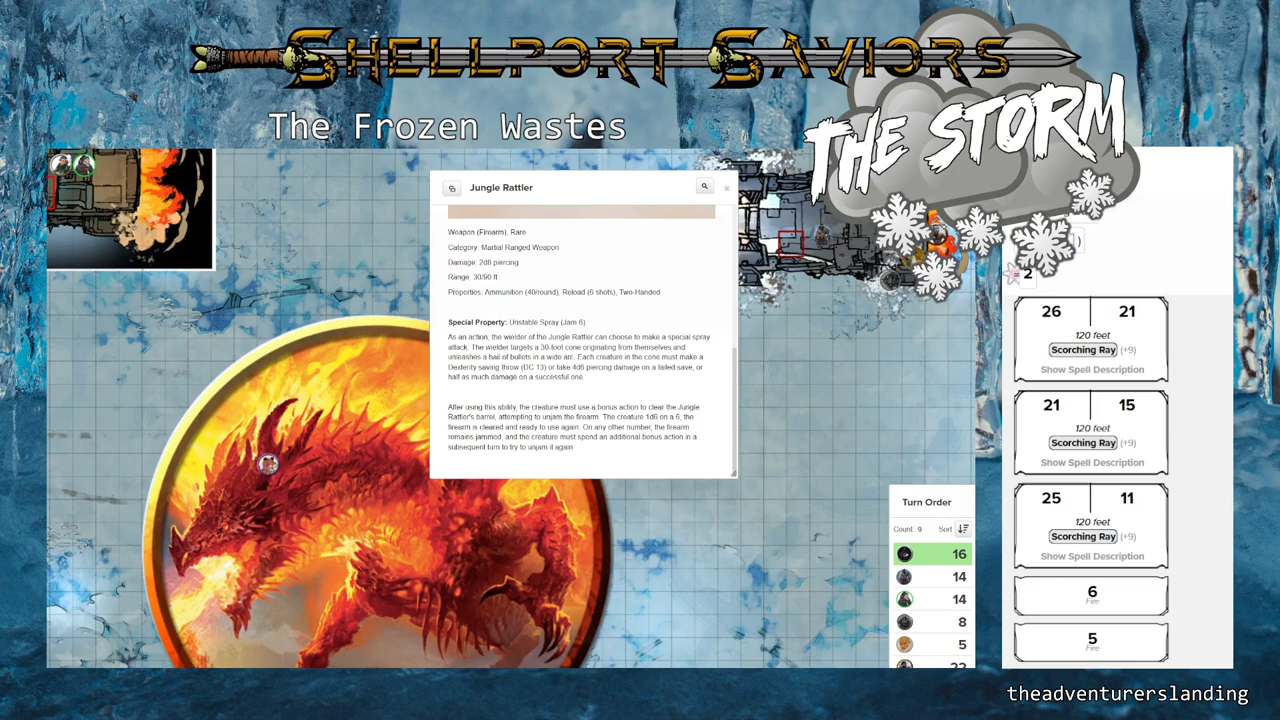 SHELLPORT SAVIORS
THE STORM
The Frozen Wastes
Jungle Rattler
Weapon (Firearm), Rare
Category: Martial Ranged Weapon
Damage: 2d8 piercing
Range: 30/90 ft.
Properties: Ammunition (40/round), Reload (6 shots), Two-Handed
Special Property: Unstable Spray (Jam 6)
As an action, the wielder of the Jungle Rattler can choose to make a special spray
attack. The wielder targets a 30-foot cone originating from themselves and
unleashes a hail of bullets in a wide arc. Each creature in the cone must make a
Dexterity saving throw (DC 13) or take 4d6 piercing damage on a failed save, or
half as much damage on a successful one.
After using this ability, the creature must use a bonus action to clear the Jungle
Rattler's barrel, attempting to unjam the firearm. The creature 1d6 on a 6, the
firearm is cleared and ready to use again. On any other number, the firearm
remains jammed, and the creature must spend an additional bonus action in a
subsequent turn to try to unjam it again
)
2
26 21
120 feet
Scorching Ray (+9)
Show Spell Description
21 15
120 feet
Scorching Ray (+9)
Show Spell Description
25 11
120 feet
Scorching Ray (+9)
Show Spell Description
6
Fire
5
Fire
Turn Order
Count: 9 Sort
16
14
14
8
5
22
theadventurerslanding